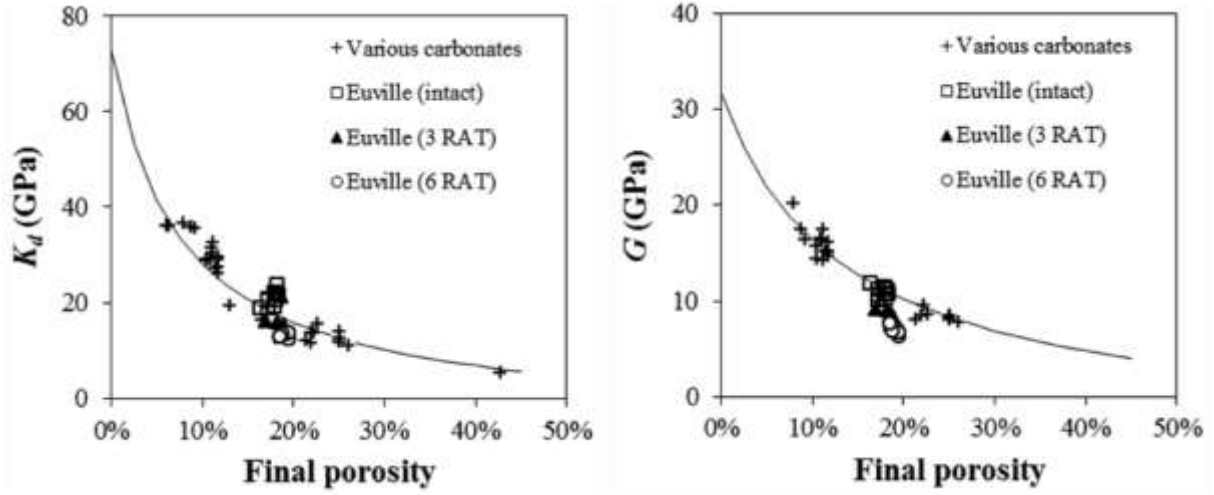 80
60
40
20
0
K_d (GPa)
+ Various carbonates
□ Euville (intact)
▲ Euville (3 RAT)
○ Euville (6 RAT)
0% 10% 20% 30% 40% 50%
Final porosity
40
30
20
10
0
G (GPa)
+ Various carbonates
□ Euville (intact)
▲ Euville (3 RAT)
○ Euville (6 RAT)
0% 10% 20% 30% 40% 50%
Final porosity